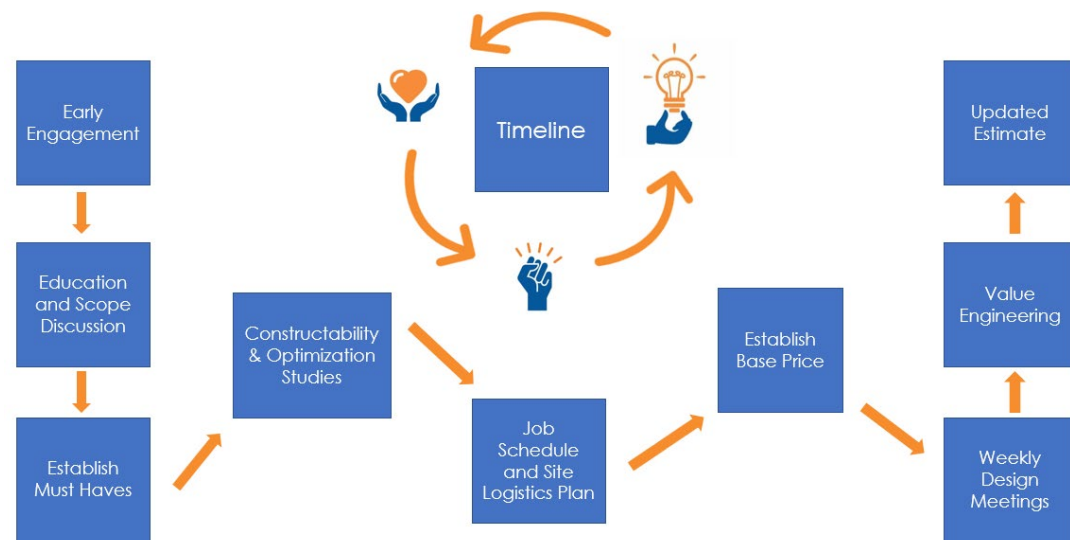 Early
Engagement
Education
and Scope
Discussion
Establish
Must Haves
Constructability
& Optimization
Studies
Timeline
Job
Schedule
and Site
Logistics Plan
Establish
Base Price
Weekly
Design
Meetings
Value
Engineering
Updated
Estimate